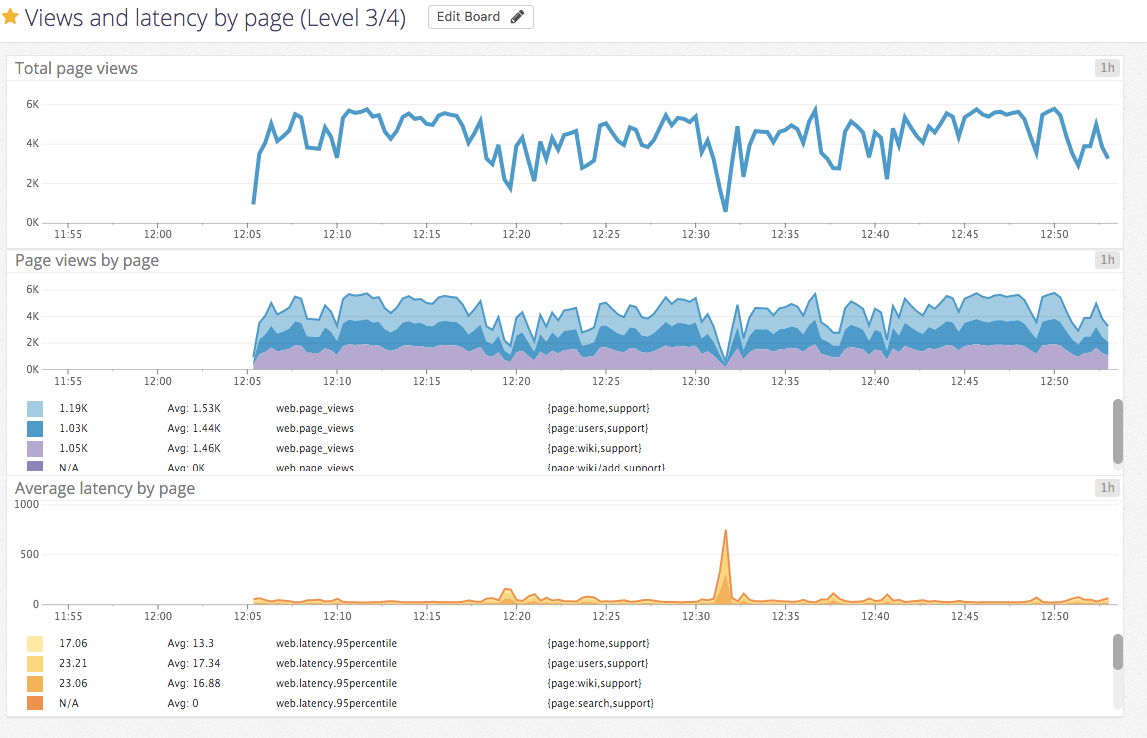 Views and latency by page (Level 3/4) Edit Board
Total page views 1h
6K
4K
2K
0K
11:55 12:00 12:05 12:10 12:15 12:20 12:25 12:30 12:35 12:40 12:45 12:50
Page views by page 1h
6K
4K
2K
0K
11:55 12:00 12:05 12:10 12:15 12:20 12:25 12:30 12:35 12:40 12:45 12:50
1.19K Avg: 1.53K web.page_views {page:home,support}
1.03K Avg: 1.44K web.page_views {page:users,support}
1.05K Avg: 1.46K web.page_views {page:wiki,support}
N/A Avg: 0K web.page_views {page:wiki/add,support}
Average latency by page 1h
1000
500
0
11:55 12:00 12:05 12:10 12:15 12:20 12:25 12:30 12:35 12:40 12:45 12:50
17.06 Avg: 13.3 web.latency.95percentile {page:home,support}
23.21 Avg: 17.34 web.latency.95percentile {page:users,support}
23.06 Avg: 16.88 web.latency.95percentile {page:wiki,support}
N/A Avg: 0 web.latency.95percentile {page:search,support}